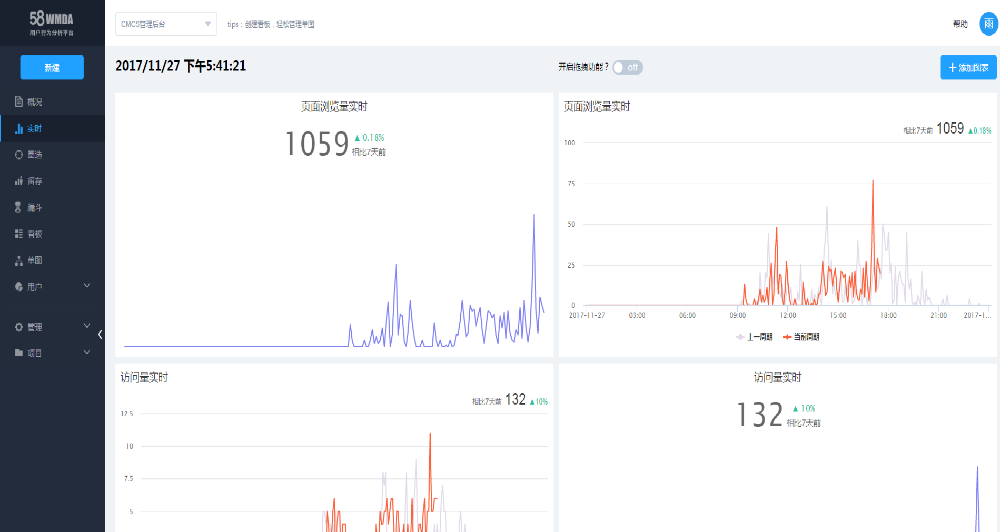 58WMDA
用户行为分析平台
新建
概况
实时
圈选
留存
漏斗
看板
单图
用户
管理
项目
CMCS管理后台
tips：创建看板，轻松管理单图
帮助
雨
2017/11/27 下午5:41:21
开启拖拽功能？
off
添加图表
页面浏览量实时
1059
▲ 0.18%
相比7天前
页面浏览量实时
相比7天前 1059 ▲0.18%
100
75
50
25
0
2017-11-27 03:00 06:00 09:00 12:00 15:00 18:00 21:00 2017-1...
上一周期 当前周期
访问量实时
相比7天前 132 ▲10%
12.5
10
7.5
5
访问量实时
132
▲ 10%
相比7天前